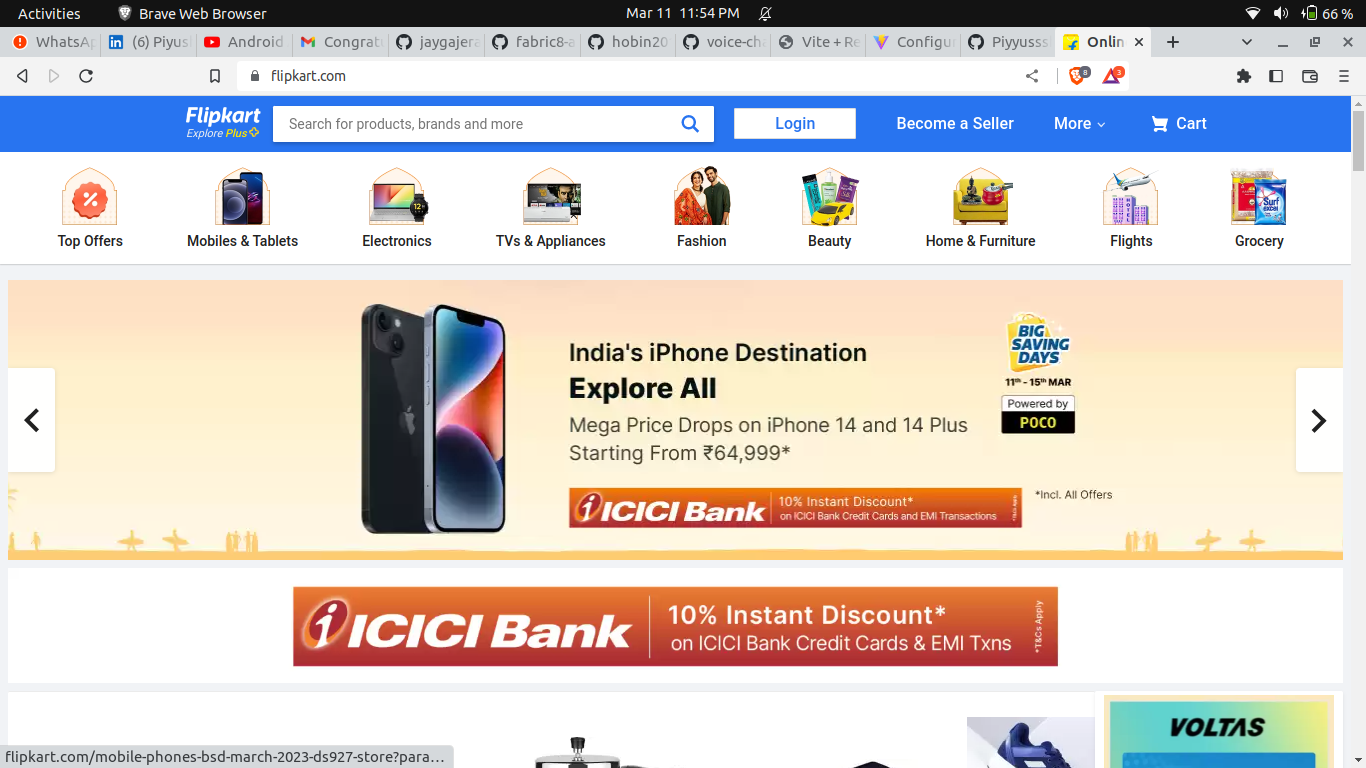 Activities
Brave Web Browser
Mar 11 11:54 PM
66 %
WhatsAp
(6) Piyus
Android
Congrat
jaygajera
fabric8-a
hobin20
voice-cha
Vite + Re
Configur
Piyyusss
Onlin
flipkart.com
8
3
Flipkart
Explore Plus
Search for products, brands and more
Login
Become a Seller
More
Cart
Top Offers
Mobiles & Tablets
Electronics
TVs & Appliances
Fashion
Beauty
Home & Furniture
Flights
Grocery
India's iPhone Destination
Explore All
Mega Price Drops on iPhone 14 and 14 Plus
Starting From ₹64,999*
BIG
SAVING
DAYS
11th - 15th MAR
Powered by
POCO
ICICI Bank
10% Instant Discount*
on ICICI Bank Credit Cards and EMI Transactions
*Incl. All Offers
ICICI Bank
10% Instant Discount*
on ICICI Bank Credit Cards & EMI Txns
*T&Cs Apply
VOLTAS
flipkart.com/mobile-phones-bsd-march-2023-ds927-store?para…